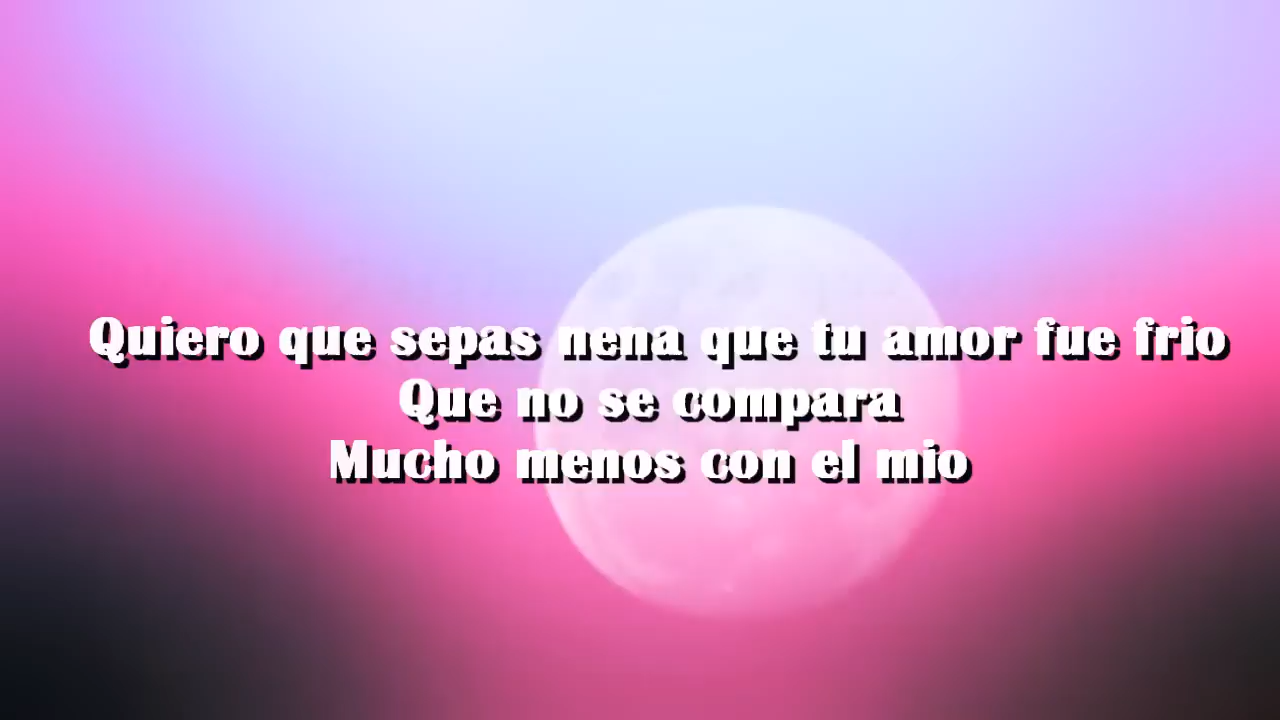 Quiero que sepas nena que tu amor fue frio
Que no se compara
Mucho menos con el mio